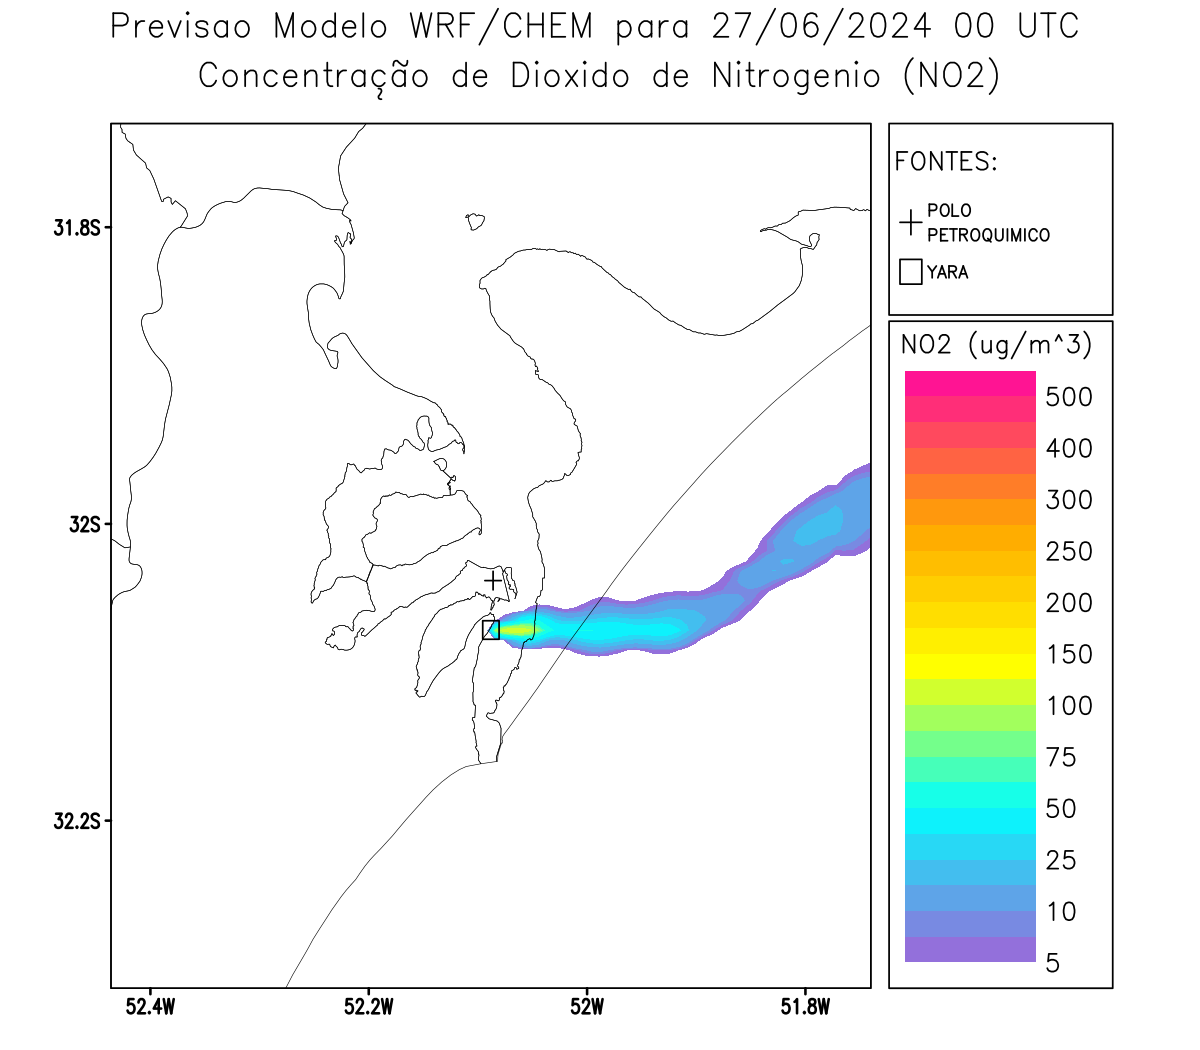 Previsao Modelo WRF/CHEM para 27/06/2024 00 UTC
Concentração de Dioxido de Nitrogenio (NO2)
FONTES:
POLO
PETROQUIMICO
YARA
NO2 (ug/m^3)
500
400
300
250
200
150
100
75
50
25
10
5
31.8S
32S
32.2S
52.4W
52.2W
52W
51.8W